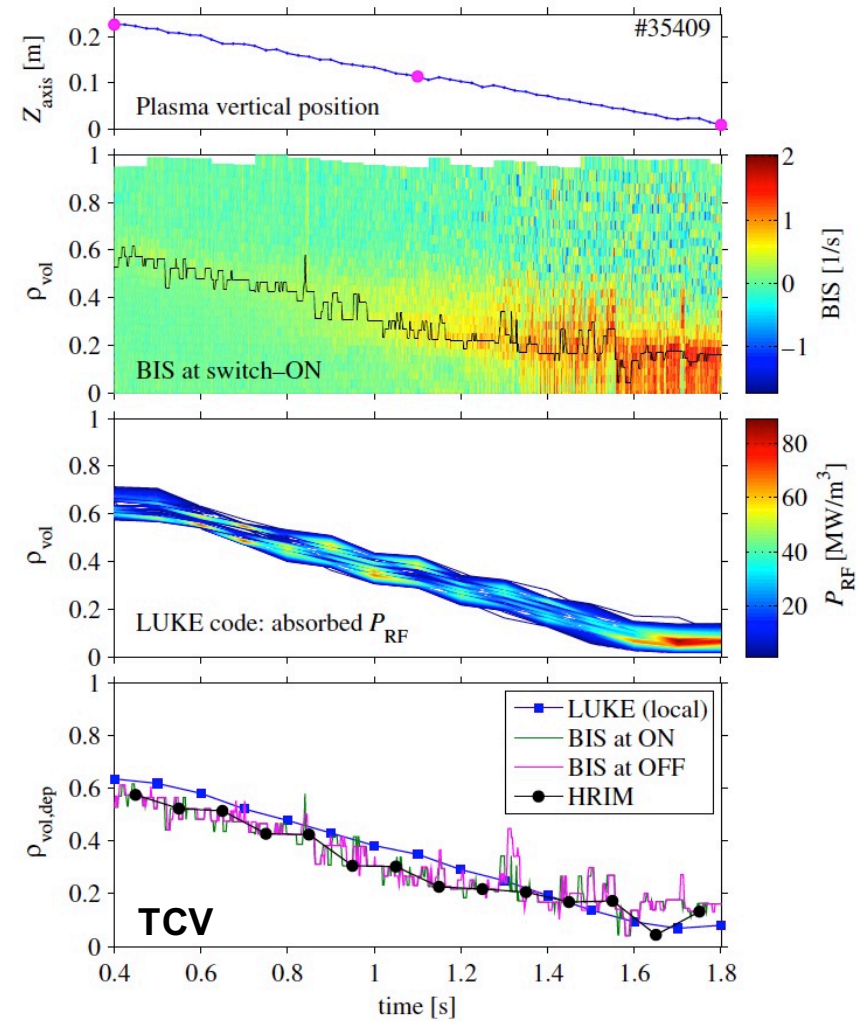 #35409
Z_axis [m]
0.2
0.1
0
Plasma vertical position
ρ_vol
1
0.8
0.6
0.4
0.2
0
BIS at switch–ON
2
1
0
−1
BIS [1/s]
ρ_vol
1
0.8
0.6
0.4
0.2
0
LUKE code: absorbed P_RF
80
60
40
20
P_RF [MW/m³]
ρ_vol,dep
1
0.8
0.6
0.4
0.2
0
LUKE (local)
BIS at ON
BIS at OFF
HRIM
TCV
0.4 0.6 0.8 1 1.2 1.4 1.6 1.8
time [s]